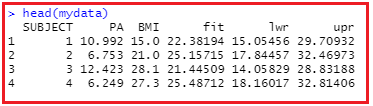 > head(mydata)
  SUBJECT     PA  BMI      fit      lwr      upr
1       1 10.992 15.0 22.38194 15.05456 29.70932
2       2  6.753 21.0 25.15715 17.84457 32.46973
3       3 12.423 28.1 21.44509 14.05829 28.83188
4       4  6.249 27.3 25.48712 18.16017 32.81406